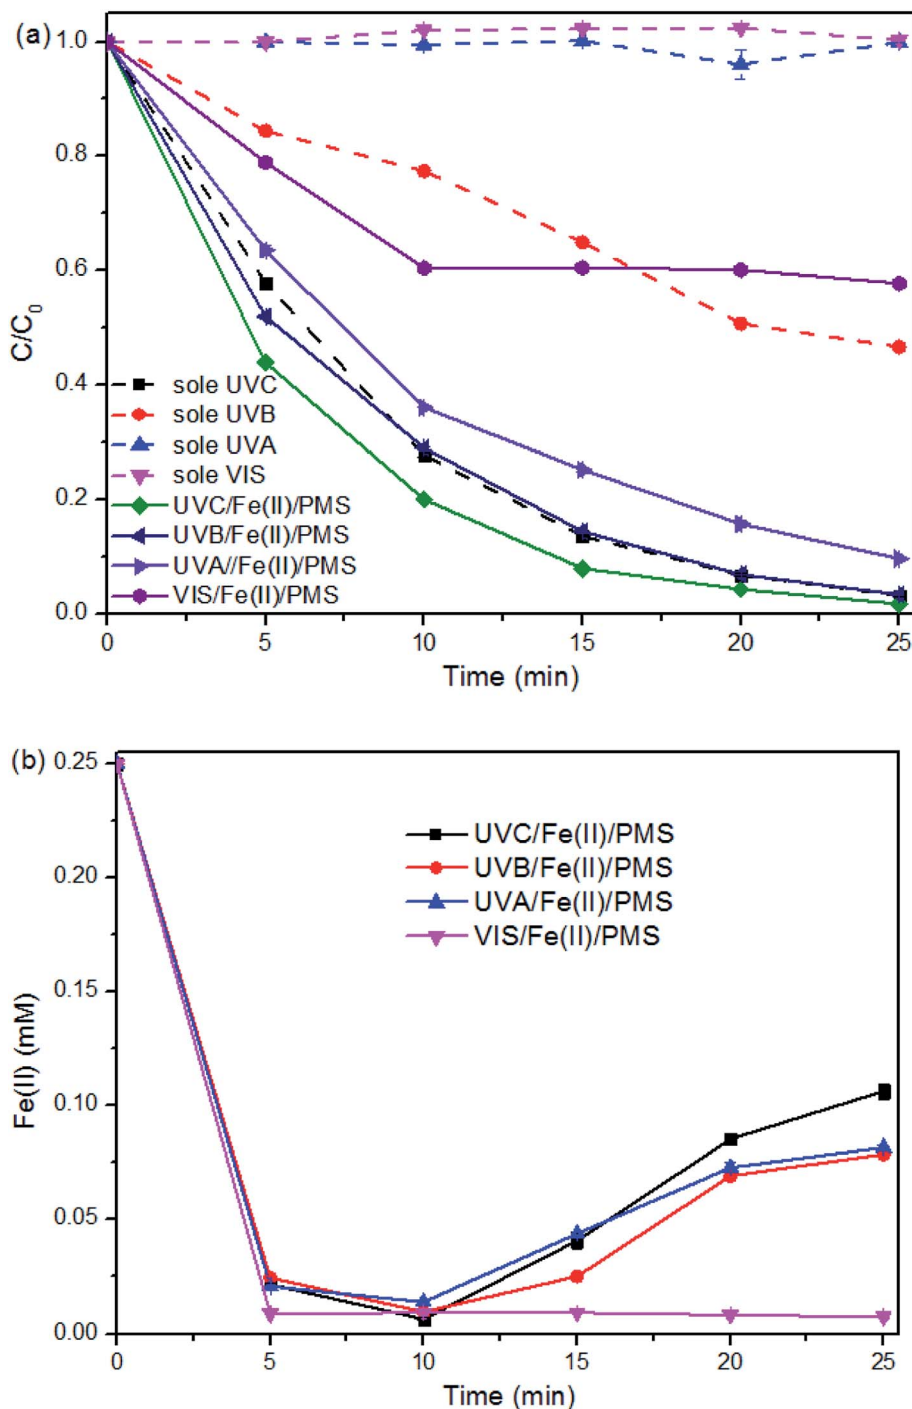 (a)
1.0
0.8
0.6
0.4
0.2
0.0
C/C0
sole UVC
sole UVB
sole UVA
sole VIS
UVC/Fe(II)/PMS
UVB/Fe(II)/PMS
UVA//Fe(II)/PMS
VIS/Fe(II)/PMS
0 5 10 15 20 25
Time (min)
(b)
0.25
0.20
0.15
0.10
0.05
0.00
Fe(II) (mM)
UVC/Fe(II)/PMS
UVB/Fe(II)/PMS
UVA/Fe(II)/PMS
VIS/Fe(II)/PMS
0 5 10 15 20 25
Time (min)